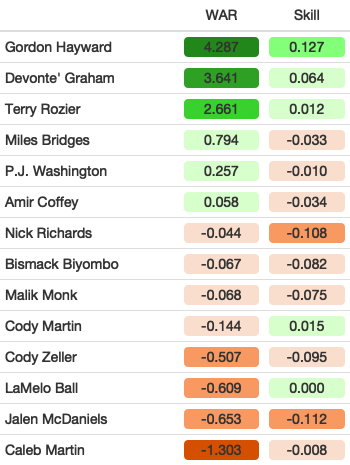 WAR Skill
Gordon Hayward 4.287 0.127
Devonte' Graham 3.641 0.064
Terry Rozier 2.661 0.012
Miles Bridges 0.794 -0.033
P.J. Washington 0.257 -0.010
Amir Coffey 0.058 -0.034
Nick Richards -0.044 -0.108
Bismack Biyombo -0.067 -0.082
Malik Monk -0.068 -0.075
Cody Martin -0.144 0.015
Cody Zeller -0.507 -0.095
LaMelo Ball -0.609 0.000
Jalen McDaniels -0.653 -0.112
Caleb Martin -1.303 -0.008